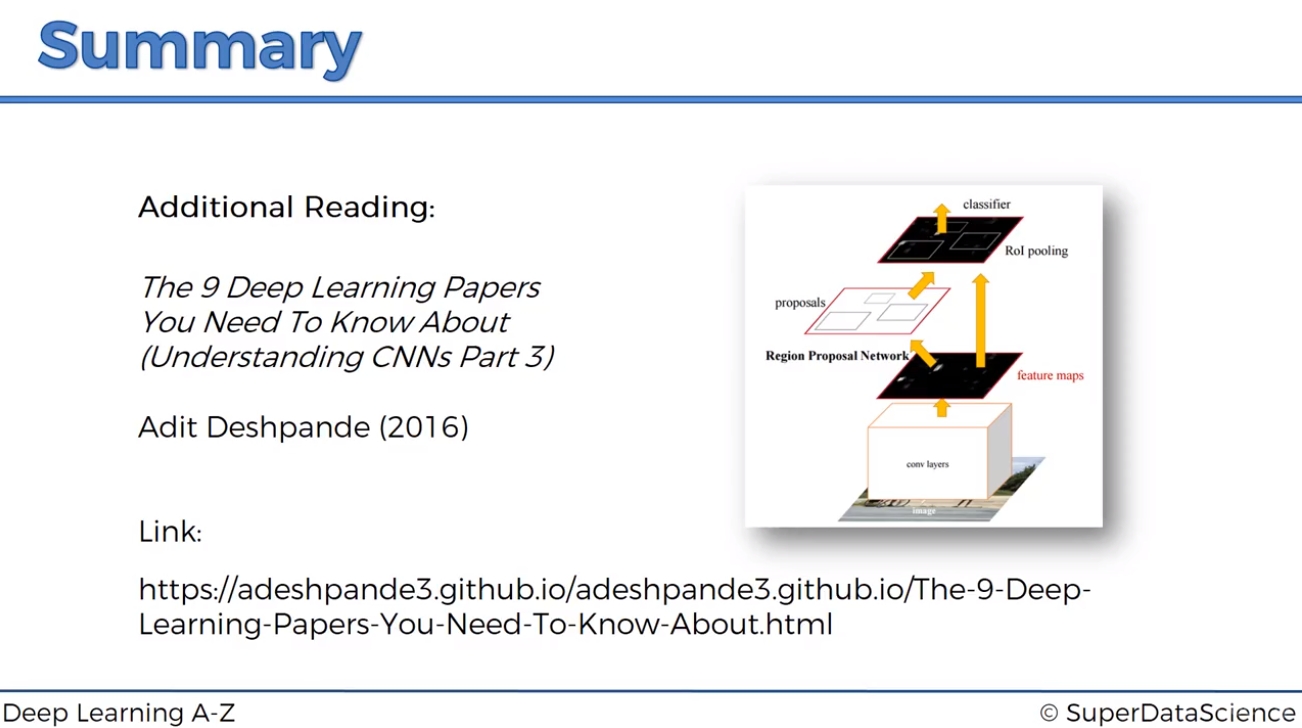 Summary
Additional Reading:
The 9 Deep Learning Papers
You Need To Know About
(Understanding CNNs Part 3)
Adit Deshpande (2016)
classifier
RoI pooling
proposals
Region Proposal Network
feature maps
conv layers
image
Link:
https://adeshpande3.github.io/adeshpande3.github.io/The-9-Deep-
Learning-Papers-You-Need-To-Know-About.html
Deep Learning A-Z
© SuperDataScience